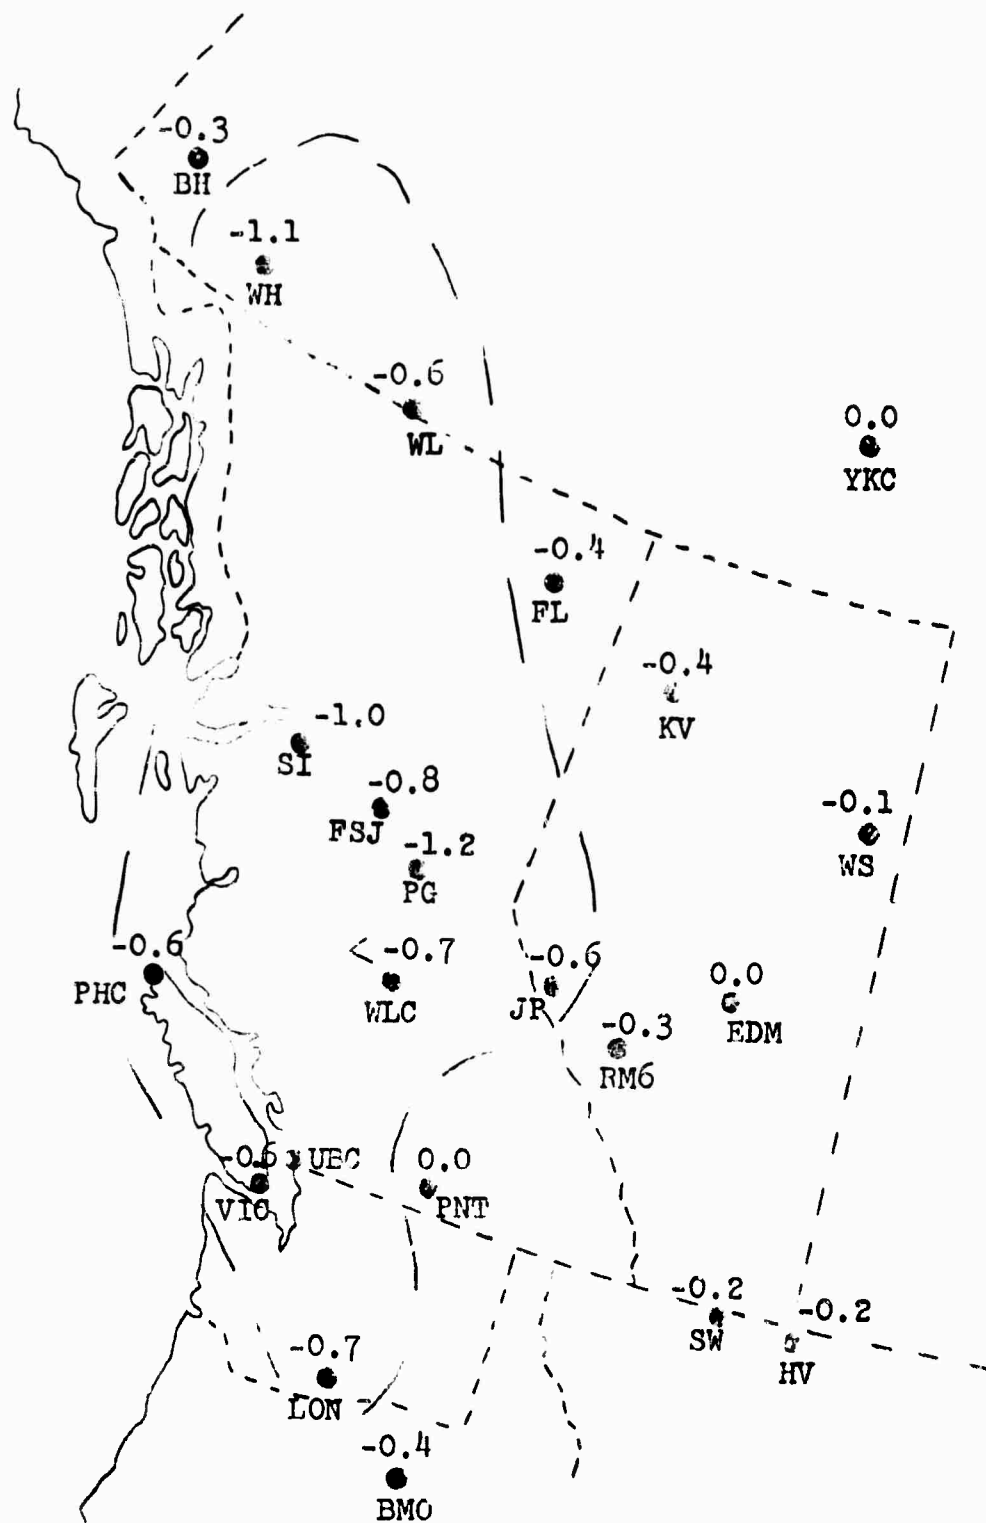 -0.3
BH
-1.1
WH
-0.6
WL
0.0
YKC
-0.4
FL
-0.4
KV
-1.0
SI
-0.8
FSJ
-1.2
PG
-0.1
WS
-0.6
PHC
< -0.7
WLC
-0.6
JP
0.0
EDM
-0.3
RM6
-0.6
UBC
VIC
0.0
PNT
-0.2
SW
-0.2
HV
-0.7
LON
-0.4
BMO